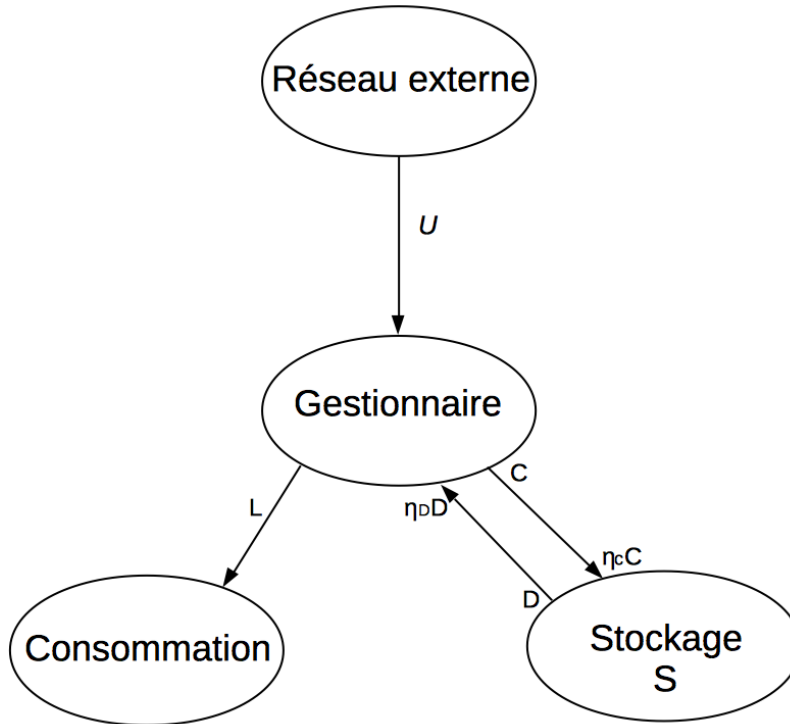 Réseau externe
U
Gestionnaire
C
L
ηDD
ηcC
D
Consommation
Stockage
S